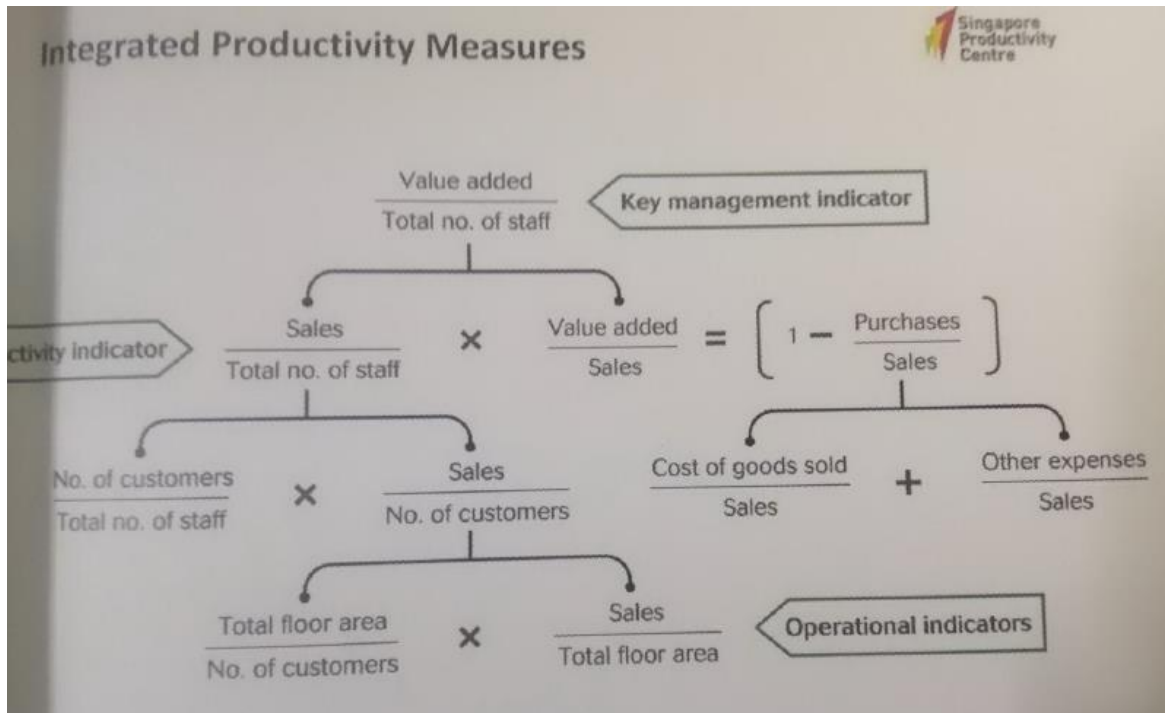 Integrated Productivity Measures
Singapore
Productivity
Centre
Value added
Total no. of staff
Key management indicator
ctivity indicator
Sales
Total no. of staff
×
Value added
Sales
=
1 −
Purchases
Sales
No. of customers
Total no. of staff
×
Sales
No. of customers
Cost of goods sold
Sales
+
Other expenses
Sales
Total floor area
No. of customers
×
Sales
Total floor area
Operational indicators